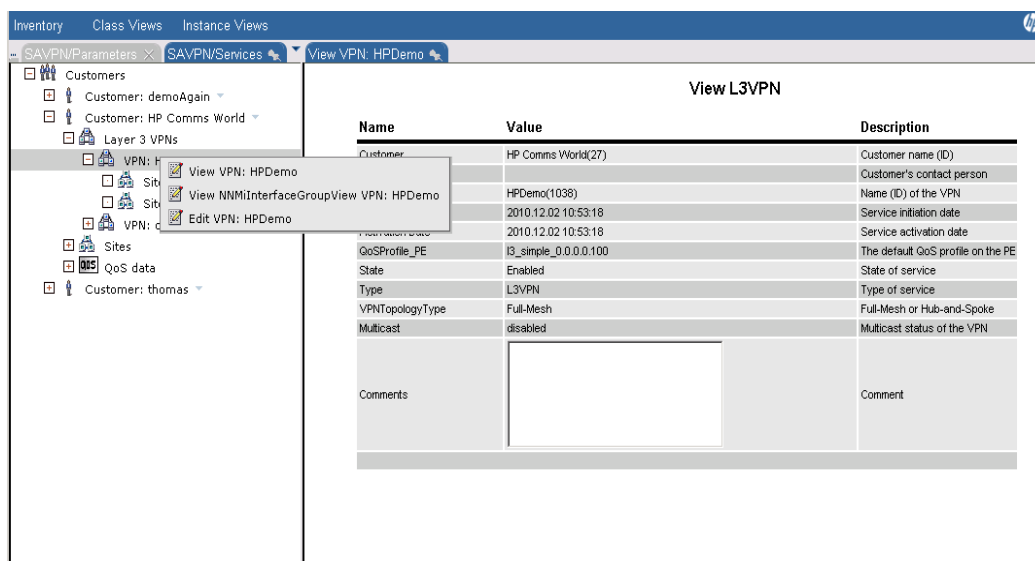 Inventory Class Views Instance Views
... SAVPN/Parameters SAVPN/Services View VPN: HPDemo
Customers
Customer: demoAgain
Customer: HP Comms World
Layer 3 VPNs
VPN: H
Sit
Sit
VPN: d
Sites
QoS data
Customer: thomas
View VPN: HPDemo
View NNMiInterfaceGroupView VPN: HPDemo
Edit VPN: HPDemo
View L3VPN
Name Value Description
Customer HP Comms World(27) Customer name (ID)
Customer's contact person
HPDemo(1038) Name (ID) of the VPN
2010.12.02 10:53:18 Service initiation date
2010.12.02 10:53:18 Service activation date
QoSProfile_PE l3_simple_0.0.0.0.100 The default QoS profile on the PE
State Enabled State of service
Type L3VPN Type of service
VPNTopologyType Full-Mesh Full-Mesh or Hub-and-Spoke
Multicast disabled Multicast status of the VPN
Comments Comment